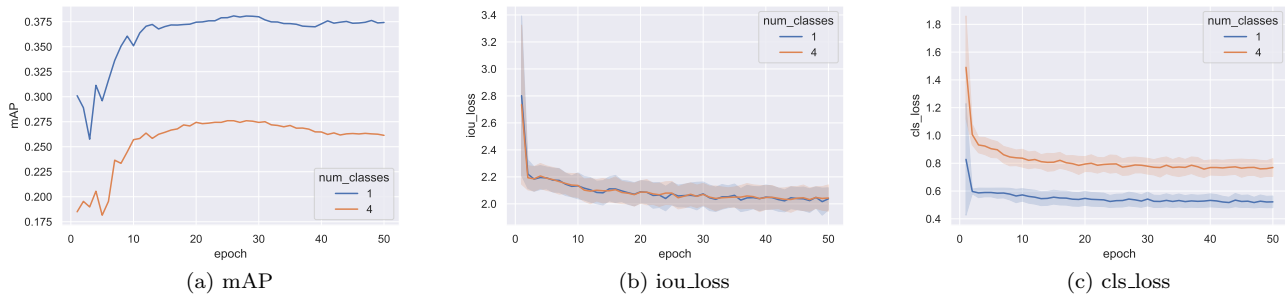 0.375
0.350
0.325
0.300
0.275
0.250
0.225
0.200
0.175
mAP
num_classes
1
4
0 10 20 30 40 50
epoch
(a) mAP
3.4
3.2
3.0
2.8
2.6
2.4
2.2
2.0
iou_loss
num_classes
1
4
0 10 20 30 40 50
epoch
(b) iou_loss
1.8
1.6
1.4
1.2
1.0
0.8
0.6
0.4
cls_loss
num_classes
1
4
0 10 20 30 40 50
epoch
(c) cls_loss